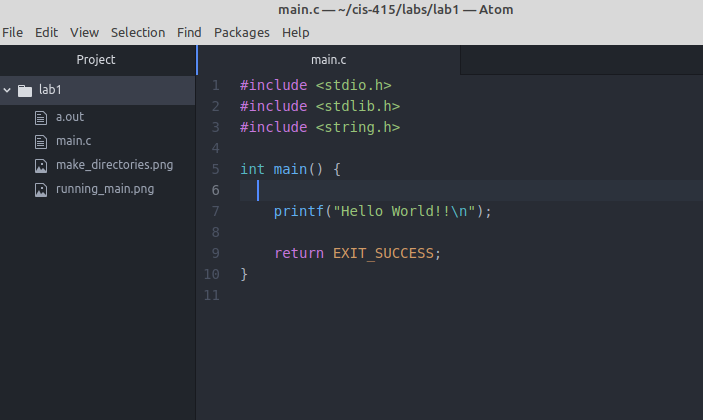 main.c — ~/cis-415/labs/lab1 — Atom
File Edit View Selection Find Packages Help
Project
lab1
a.out
main.c
make_directories.png
running_main.png
main.c
1 #include <stdio.h>
2 #include <stdlib.h>
3 #include <string.h>
4
5 int main() {
6
7     printf("Hello World!!\n");
8
9     return EXIT_SUCCESS;
10 }
11